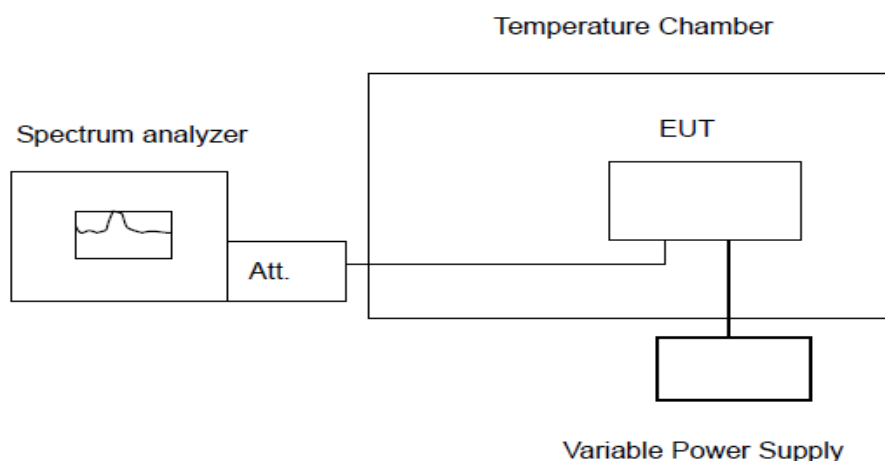 Temperature Chamber
Spectrum analyzer
EUT
Att.
Variable Power Supply